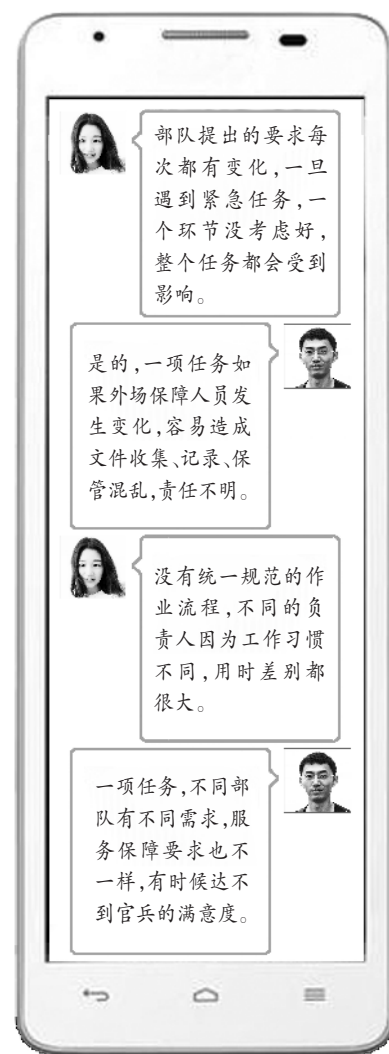 部队提出的要求每
次都有变化，一旦
遇到紧急任务，一
个环节没考虑好，
整个任务都会受到
影响。
是的，一项任务如
果外场保障人员发
生变化，容易造成
文件收集、记录、保
管混乱，责任不明。
没有统一规范的作
业流程，不同的负
责人因为工作习惯
不同，用时差别都
很大。
一项任务，不同部
队有不同需求，服
务保障要求也不
一样，有时候达不
到官兵的满意度。